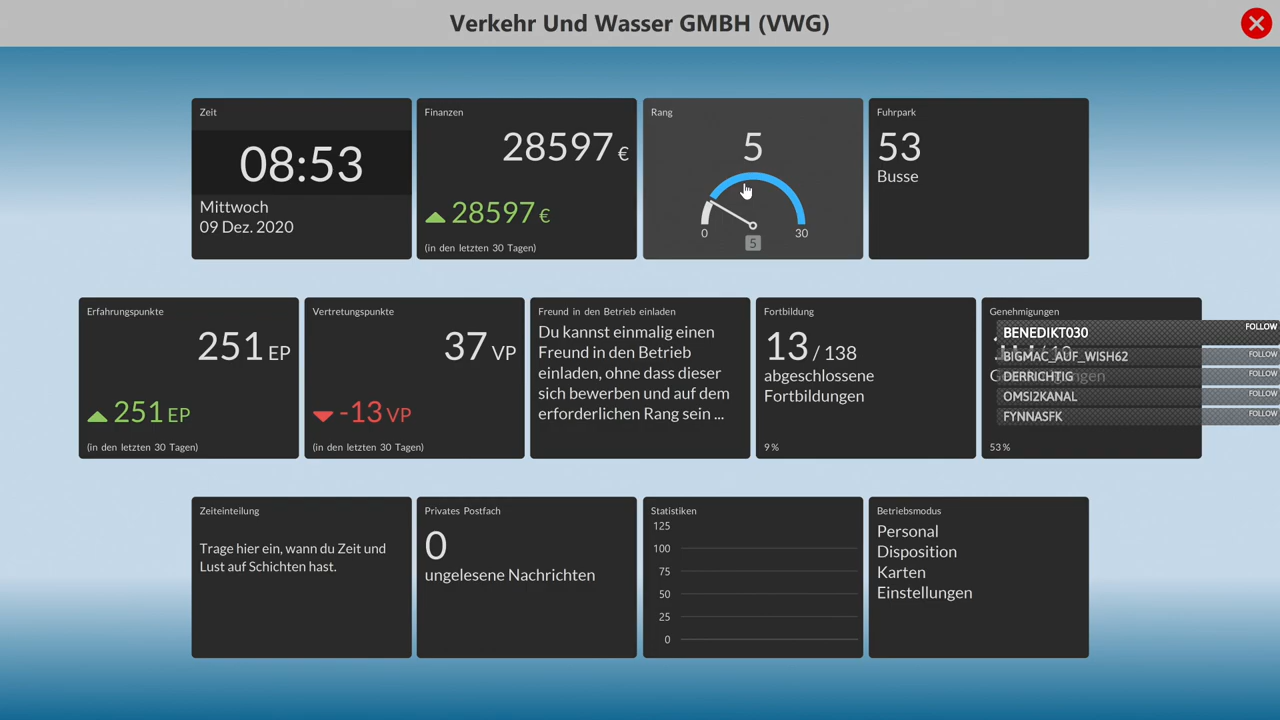 Verkehr Und Wasser GMBH (VWG)
Zeit
08:53
Mittwoch
09 Dez. 2020
Finanzen
28597 €
28597 €
(in den letzten 30 Tagen)
Rang
5
0
30
5
Fuhrpark
53
Busse
Erfahrungspunkte
251 EP
251 EP
(in den letzten 30 Tagen)
Vertretungspunkte
37 VP
-13 VP
(in den letzten 30 Tagen)
Freund in den Betrieb einladen
Du kannst einmalig einen
Freund in den Betrieb
einladen, ohne dass dieser
sich bewerben und auf dem
erforderlichen Rang sein ...
Fortbildung
13 / 138
abgeschlossene
Fortbildungen
9 %
Genehmigungen
53 %
BENEDIKT030 FOLLOW
BIGMAC_AUF_WISH62 FOLLOW
DERRICHTIG FOLLOW
OMSI2KANAL FOLLOW
FYNNASFK FOLLOW
Zeiteinteilung
Trage hier ein, wann du Zeit und
Lust auf Schichten hast.
Privates Postfach
0
ungelesene Nachrichten
Statistiken
125
100
75
50
25
0
Betriebsmodus
Personal
Disposition
Karten
Einstellungen